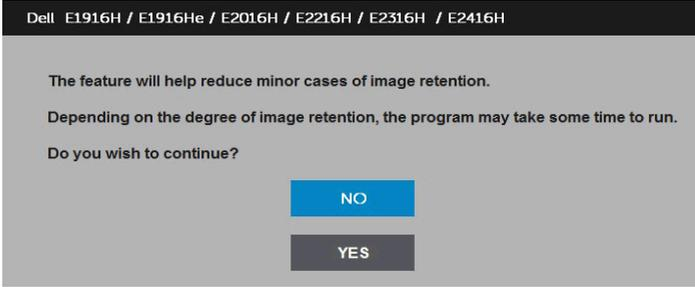 Dell E1916H / E1916He / E2016H / E2216H / E2316H / E2416H
The feature will help reduce minor cases of image retention.
Depending on the degree of image retention, the program may take some time to run.
Do you wish to continue?
NO
YES